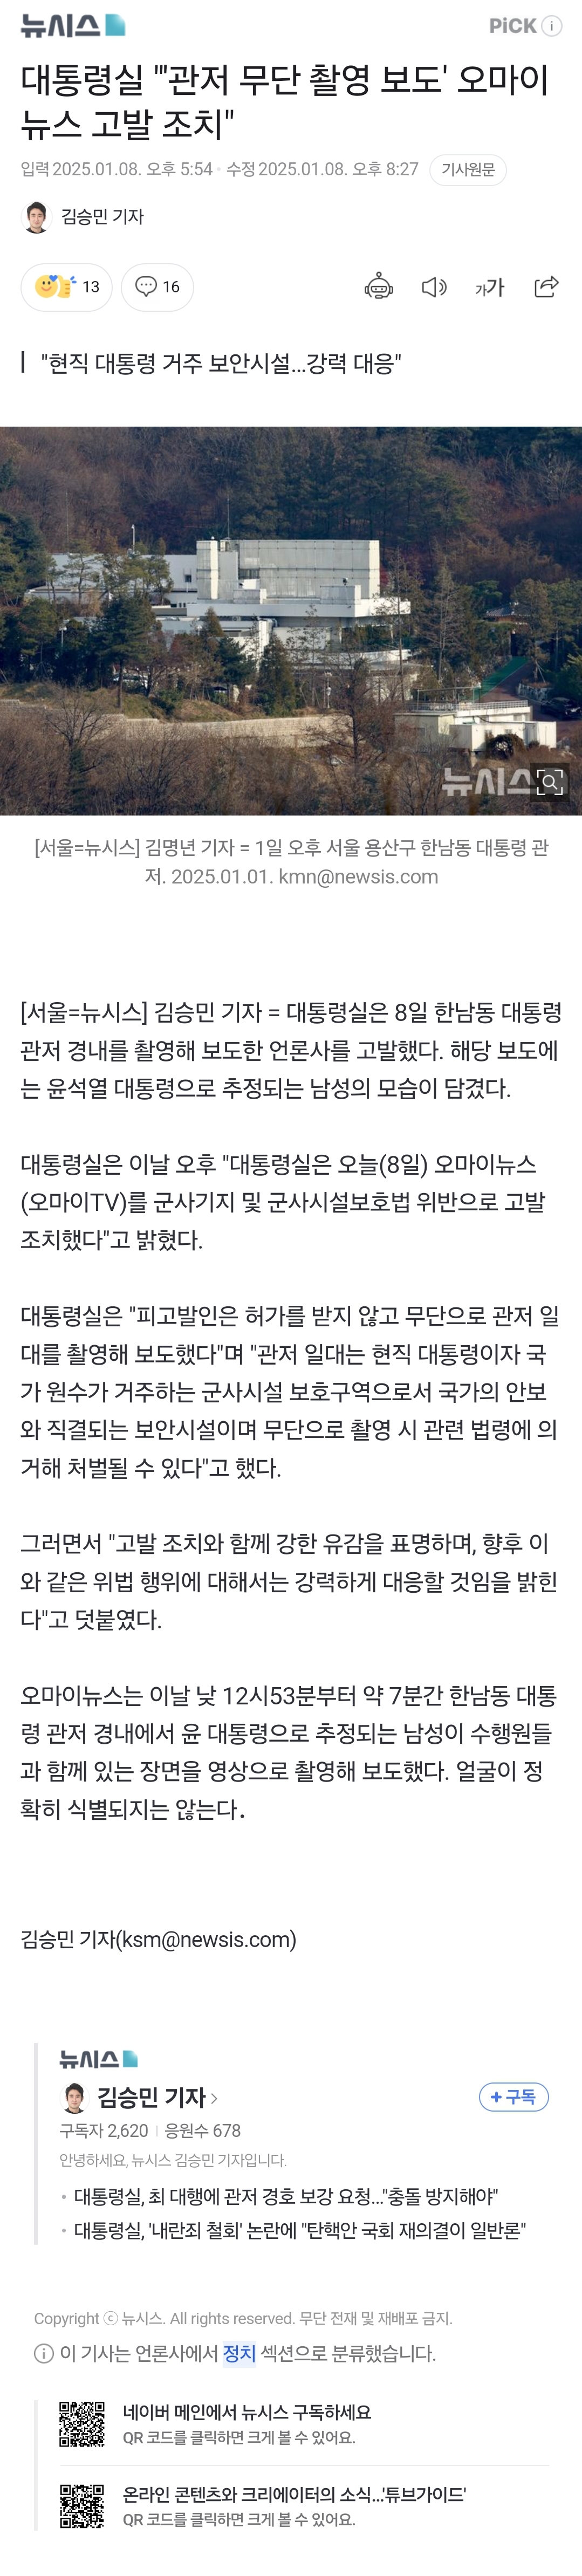 뉴시스
PiCK
대통령실 "'관저 무단 촬영 보도' 오마이
뉴스 고발 조치"
입력 2025.01.08. 오후 5:54 · 수정 2025.01.08. 오후 8:27 기사원문
김승민 기자
13 16
가가
"현직 대통령 거주 보안시설…강력 대응"
뉴시스
[서울=뉴시스] 김명년 기자 = 1일 오후 서울 용산구 한남동 대통령 관
저. 2025.01.01. kmn@newsis.com
[서울=뉴시스] 김승민 기자 = 대통령실은 8일 한남동 대통령
관저 경내를 촬영해 보도한 언론사를 고발했다. 해당 보도에
는 윤석열 대통령으로 추정되는 남성의 모습이 담겼다.
대통령실은 이날 오후 "대통령실은 오늘(8일) 오마이뉴스
(오마이TV)를 군사기지 및 군사시설보호법 위반으로 고발
조치했다"고 밝혔다.
대통령실은 "피고발인은 허가를 받지 않고 무단으로 관저 일
대를 촬영해 보도했다"며 "관저 일대는 현직 대통령이자 국
가 원수가 거주하는 군사시설 보호구역으로서 국가의 안보
와 직결되는 보안시설이며 무단으로 촬영 시 관련 법령에 의
거해 처벌될 수 있다"고 했다.
그러면서 "고발 조치와 함께 강한 유감을 표명하며, 향후 이
와 같은 위법 행위에 대해서는 강력하게 대응할 것임을 밝힌
다"고 덧붙였다.
오마이뉴스는 이날 낮 12시53분부터 약 7분간 한남동 대통
령 관저 경내에서 윤 대통령으로 추정되는 남성이 수행원들
과 함께 있는 장면을 영상으로 촬영해 보도했다. 얼굴이 정
확히 식별되지는 않는다.
김승민 기자(ksm@newsis.com)
뉴시스
김승민 기자 >
+ 구독
구독자 2,620 | 응원수 678
안녕하세요, 뉴시스 김승민 기자입니다.
• 대통령실, 최 대행에 관저 경호 보강 요청…"충돌 방지해야"
• 대통령실, '내란죄 철회' 논란에 "탄핵안 국회 재의결이 일반론"
Copyright ⓒ 뉴시스. All rights reserved. 무단 전재 및 재배포 금지.
이 기사는 언론사에서 정치 섹션으로 분류했습니다.
네이버 메인에서 뉴시스 구독하세요
QR 코드를 클릭하면 크게 볼 수 있어요.
온라인 콘텐츠와 크리에이터의 소식…'튜브가이드'
QR 코드를 클릭하면 크게 볼 수 있어요.